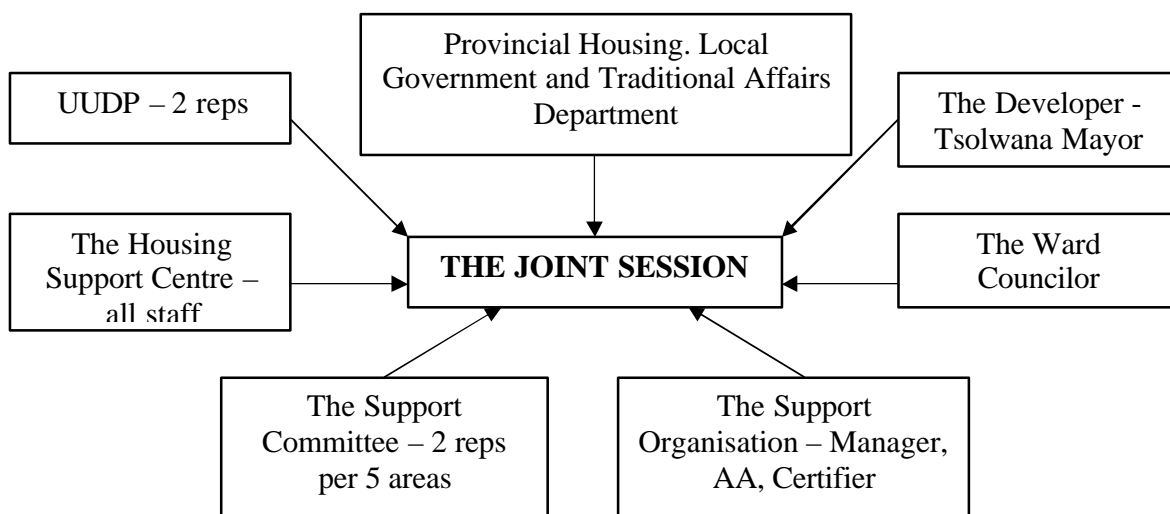 Provincial Housing. Local
Government and Traditional Affairs
Department
UUDP – 2 reps
The Developer -
Tsolwana Mayor
The Housing
Support Centre –
all staff
THE JOINT SESSION
The Ward
Councilor
The Support
Committee – 2 reps
per 5 areas
The Support
Organisation – Manager,
AA, Certifier